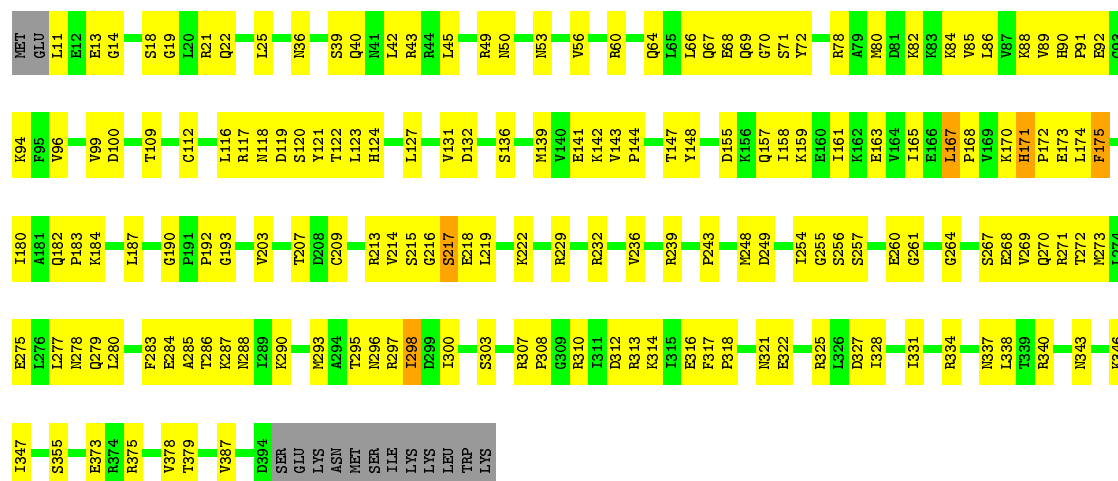 MET GLU L11 E12 E13 G14 S18 G19 L20 R21 Q22 L25 N36 S39 Q40 N41 L42 R43 R44 L45 R49 N50 N53 V56 R60 Q64 L65 L66 Q67 E68 Q69 G70 S71 Y72 R78 A79 M80 D81 K82 K83 K84 V85 L86 V87 K88 V89 H90 P91 E92 G93
K94 F95 V96 V99 D100 T109 C112 L116 R117 N118 D119 S120 Y121 T122 L123 H124 L127 V131 D132 S136 M139 V140 E141 K142 V143 P144 T147 Y148 D155 K156 Q157 I158 K159 E160 I161 K162 E163 V164 I165 E166 L167 P168 V169 K170 H171 P172 E173 L174 F175
I180 A181 Q182 P183 K184 L187 G190 P191 P192 G193 V203 T207 D208 C209 R213 V214 S215 G216 S217 E218 L219 K222 R229 R232 V236 R239 P243 M248 D249 I254 G255 S256 S257 E260 G261 G264 S267 E268 V269 Q270 R271 T272 M273 L274
E275 L276 L277 N278 Q279 L280 F283 E284 A285 T286 K287 N288 I289 K290 M293 A294 T295 N296 R297 I298 D299 I300 S303 R307 P308 G309 R310 I311 D312 R313 K314 I315 E316 F317 P318 N321 E322 R325 L326 D327 I328 I331 R334 N337 L338 T339 R340 N343 K346
I347 S355 E373 R374 R375 V378 T379 V387 D394 SER GLU LYS ASN MET SER ILE LYS LYS LEU TRP LYS